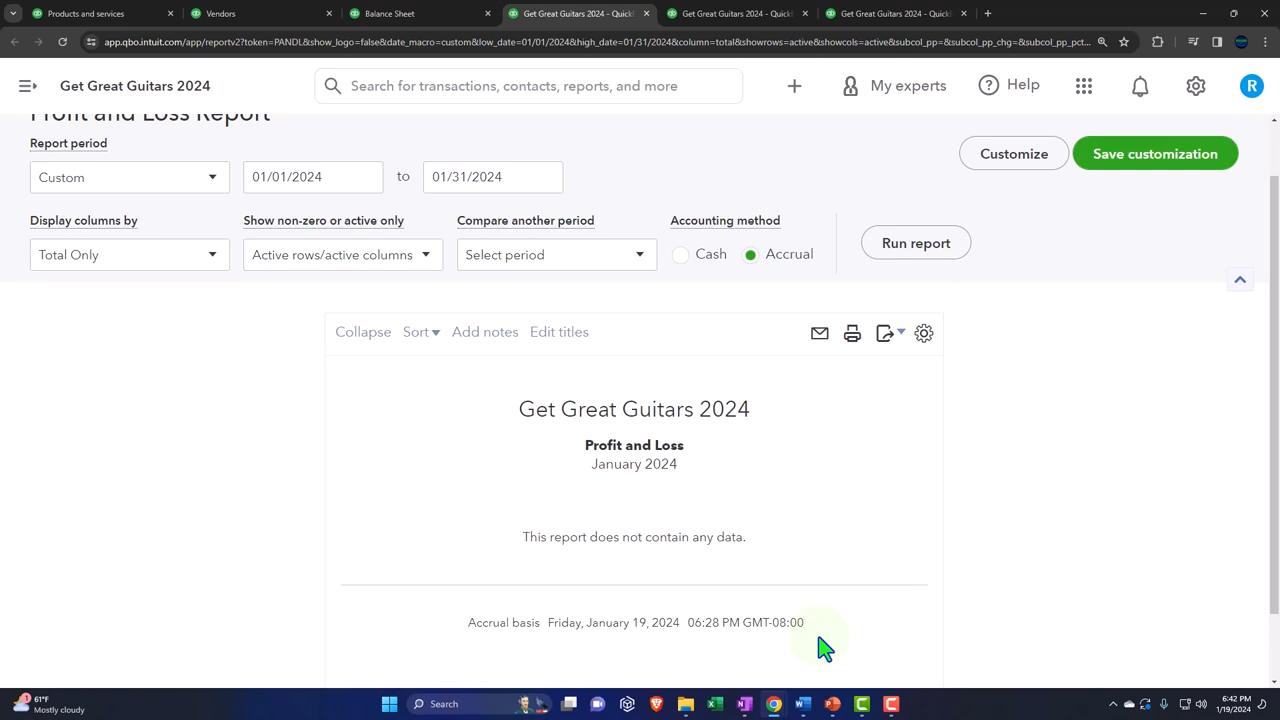 Products and services
Vendors
Balance Sheet
Get Great Guitars 2024 - Quick
Get Great Guitars 2024 - Quick
Get Great Guitars 2024 - Quick
app.qbo.intuit.com/app/reportv2?token=PANDL&show_logo=false&date_macro=custom&low_date=01/01/2024&high_date=01/31/2024&column=total&showrows=active&showcols=active&subcol_pp=&subcol_pp_chg=&subcol_pp_pct...
Get Great Guitars 2024
Search for transactions, contacts, reports, and more
My experts
Help
R
Profit and Loss Report
Report period
Custom
01/01/2024
to
01/31/2024
Customize
Save customization
Display columns by
Show non-zero or active only
Compare another period
Accounting method
Total Only
Active rows/active columns
Select period
Cash
Accrual
Run report
Collapse
Sort
Add notes
Edit titles
Get Great Guitars 2024
Profit and Loss
January 2024
This report does not contain any data.
Accrual basis Friday, January 19, 2024 06:28 PM GMT-08:00
61°F
Mostly cloudy
Search
6:42 PM
1/19/2024